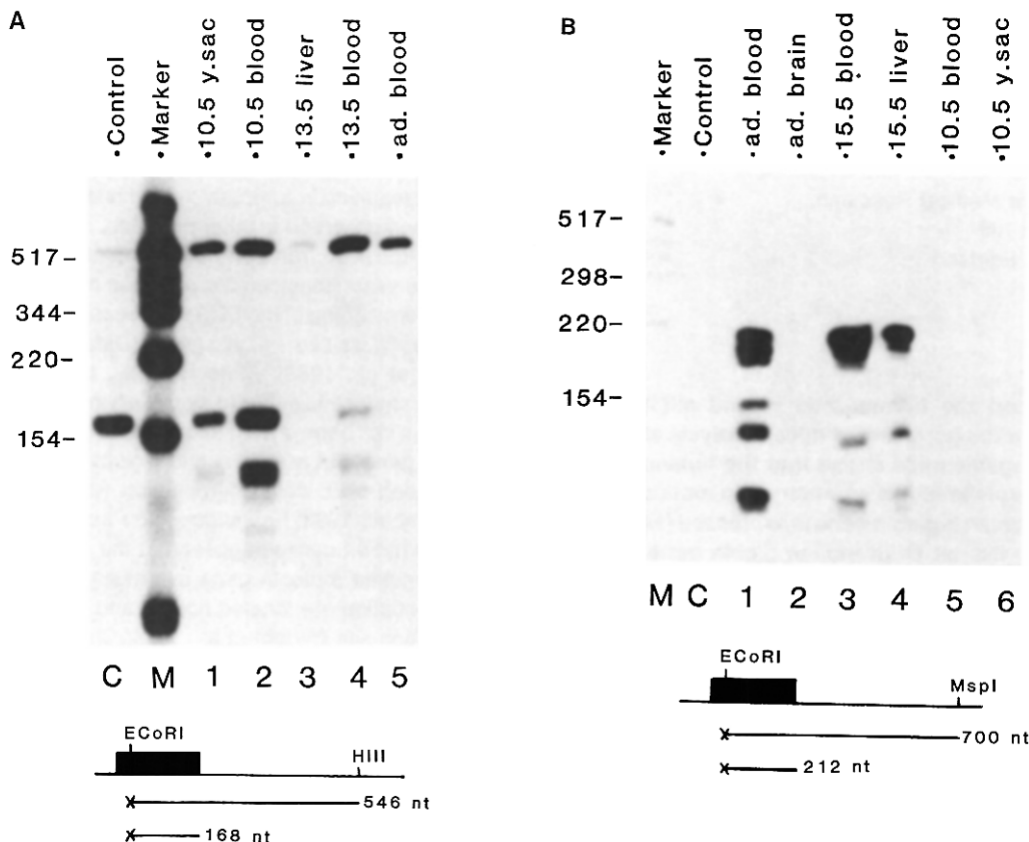 A
•Control
•Marker
•10.5 y.sac
•10.5 blood
•13.5 liver
•13.5 blood
•ad. blood
517-
344-
220-
154-
C M 1 2 3 4 5
ECoRI
HIII
546 nt
168 nt
B
•Marker
•Control
•ad. blood
•ad. brain
•15.5 blood
•15.5 liver
•10.5 blood
•10.5 y.sac
517-
298-
220-
154-
M C 1 2 3 4 5 6
ECoRI
MspI
700 nt
212 nt